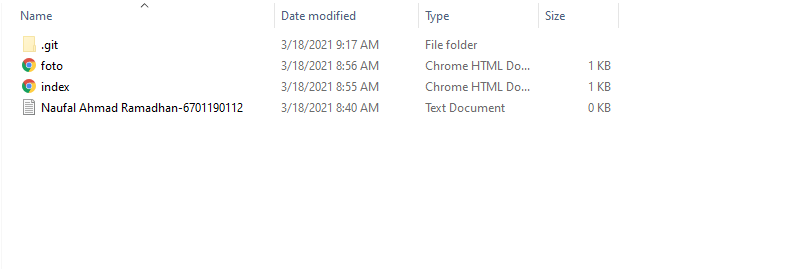 Name Date modified Type Size
.git 3/18/2021 9:17 AM File folder
foto 3/18/2021 8:56 AM Chrome HTML Do... 1 KB
index 3/18/2021 8:55 AM Chrome HTML Do... 1 KB
Naufal Ahmad Ramadhan-6701190112 3/18/2021 8:40 AM Text Document 0 KB